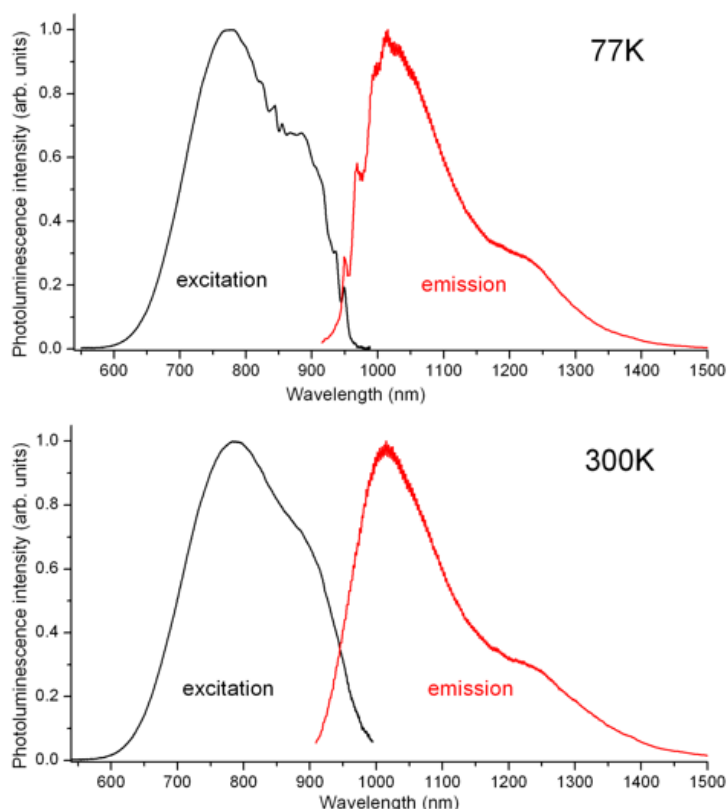 Photoluminescence intensity (arb. units)
1.0
0.8
0.6
0.4
0.2
0.0
77K
excitation
emission
600 700 800 900 1000 1100 1200 1300 1400 1500
Wavelength (nm)
Photoluminescence intensity (arb. units)
1.0
0.8
0.6
0.4
0.2
0.0
300K
excitation
emission
600 700 800 900 1000 1100 1200 1300 1400 1500
Wavelength (nm)